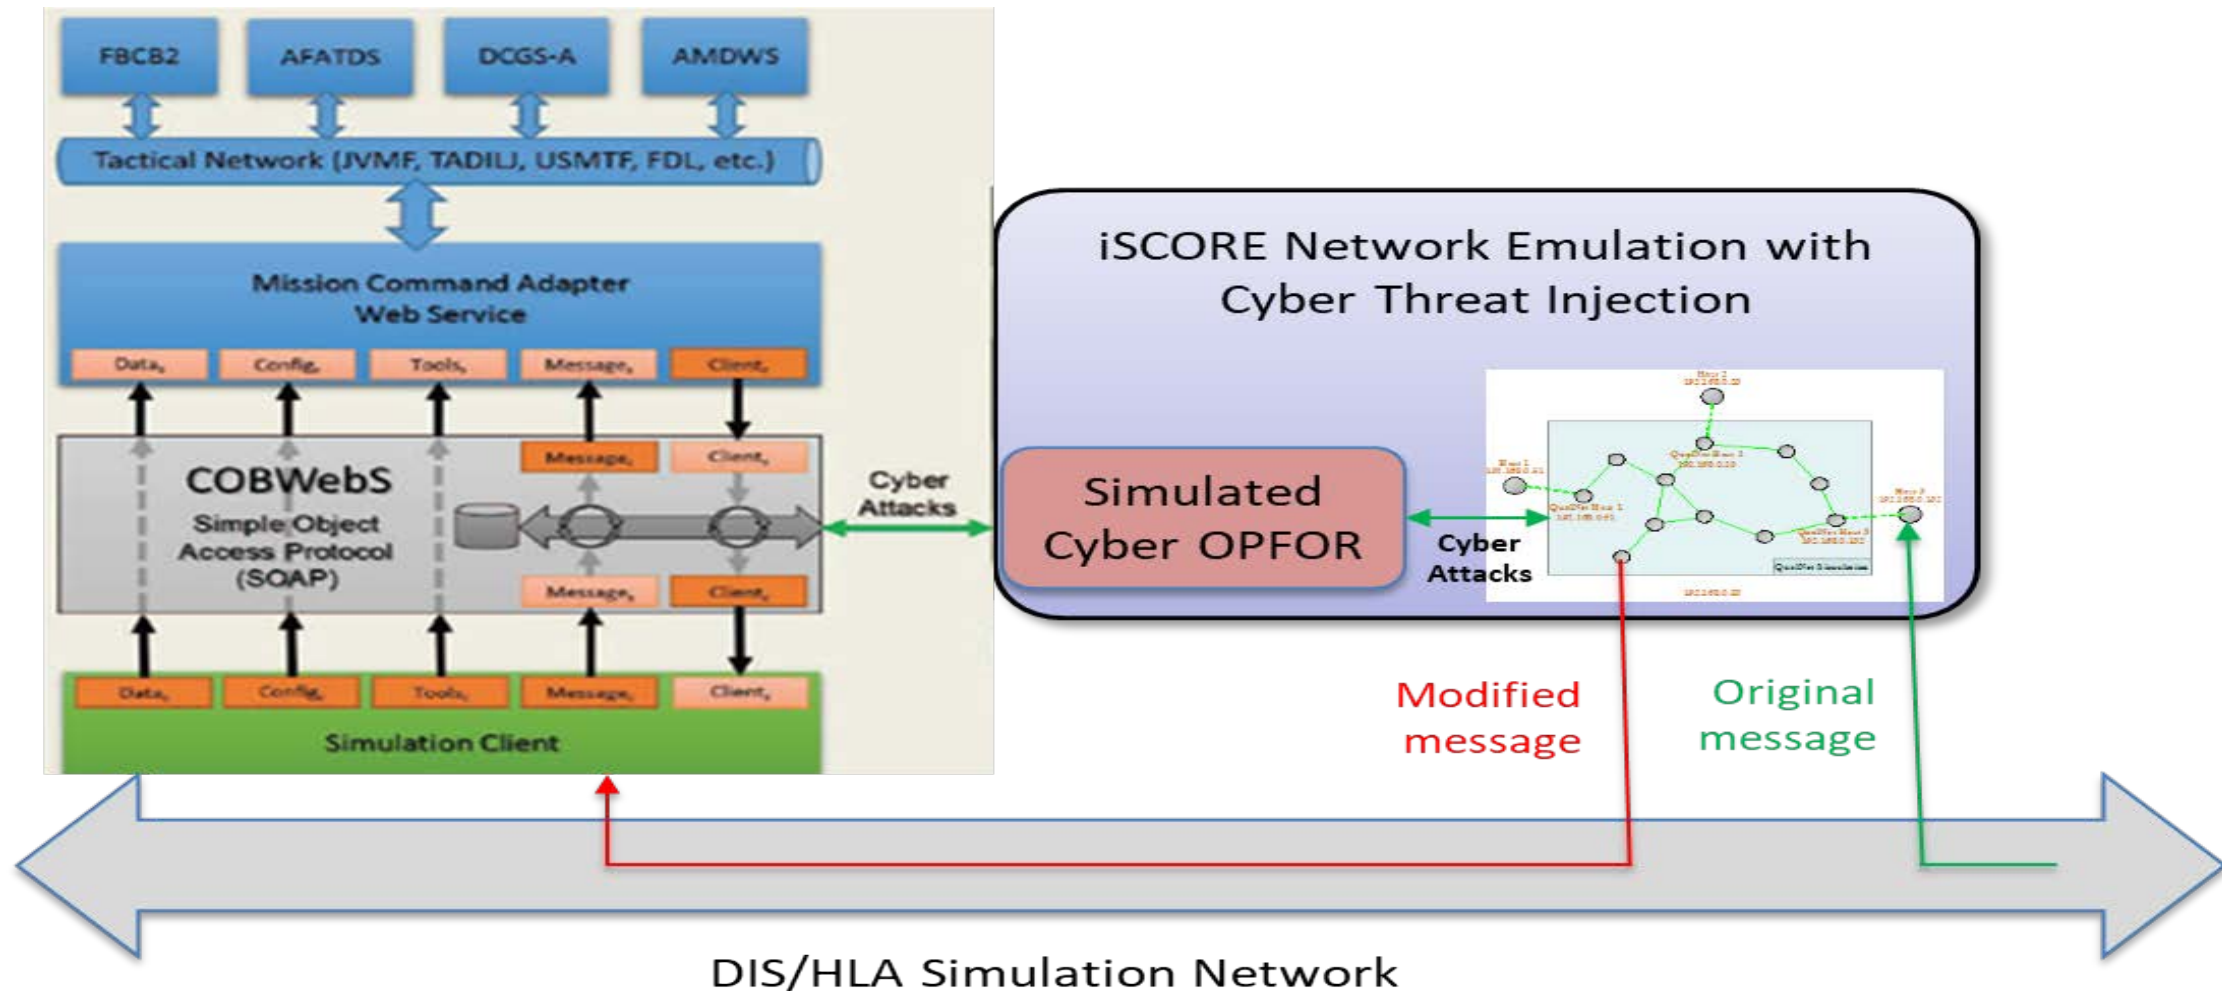 FBCB2
AFATDS
DCGS-A
AMDWS
Tactical Network (JVMF, TADILJ, USMTF, FDL, etc.)
Mission Command Adapter
Web Service
Data
Config
Tools
Message
Client
COBWebS
Simple Object
Access Protocol
(SOAP)
Message
Client
Message
Client
Data
Config
Tools
Message
Client
Simulation Client
Cyber
Attacks
iSCORE Network Emulation with
Cyber Threat Injection
Simulated
Cyber OPFOR
Cyber
Attacks
Modified
message
Original
message
DIS/HLA Simulation Network